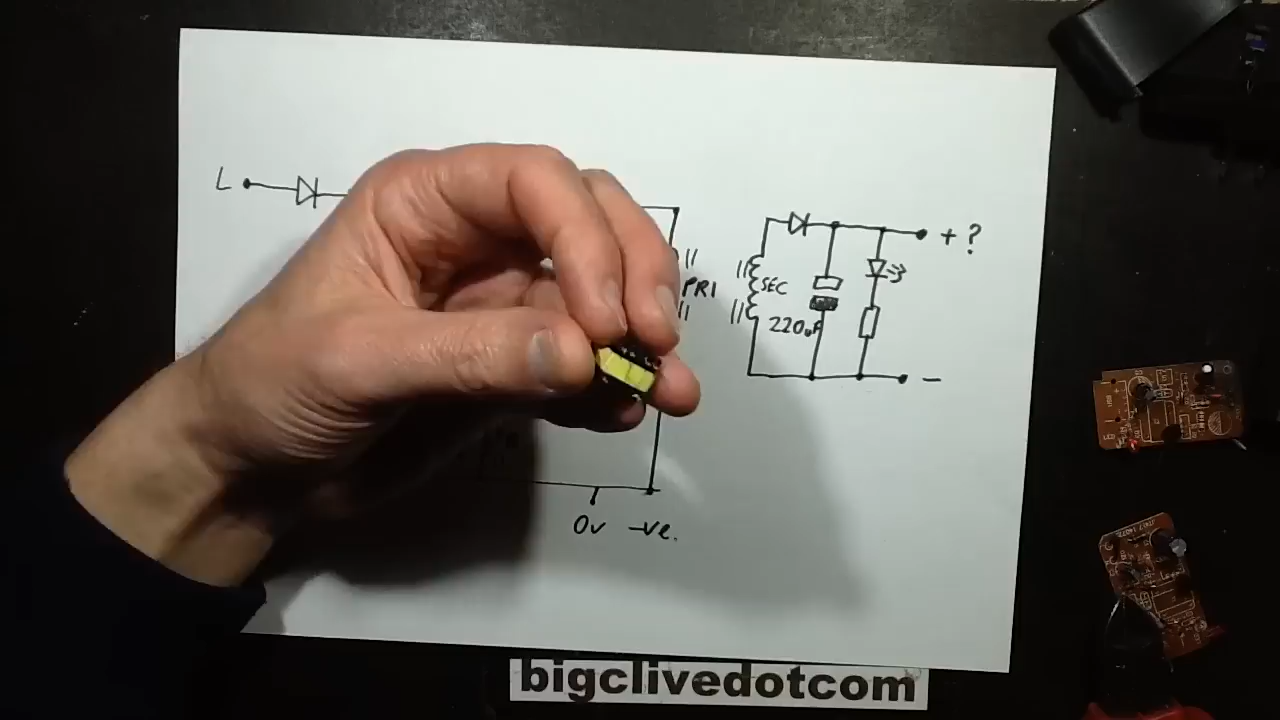 L
+ ?
PRI
SEC
220uF
−
0v -ve.
bigclivedotcom